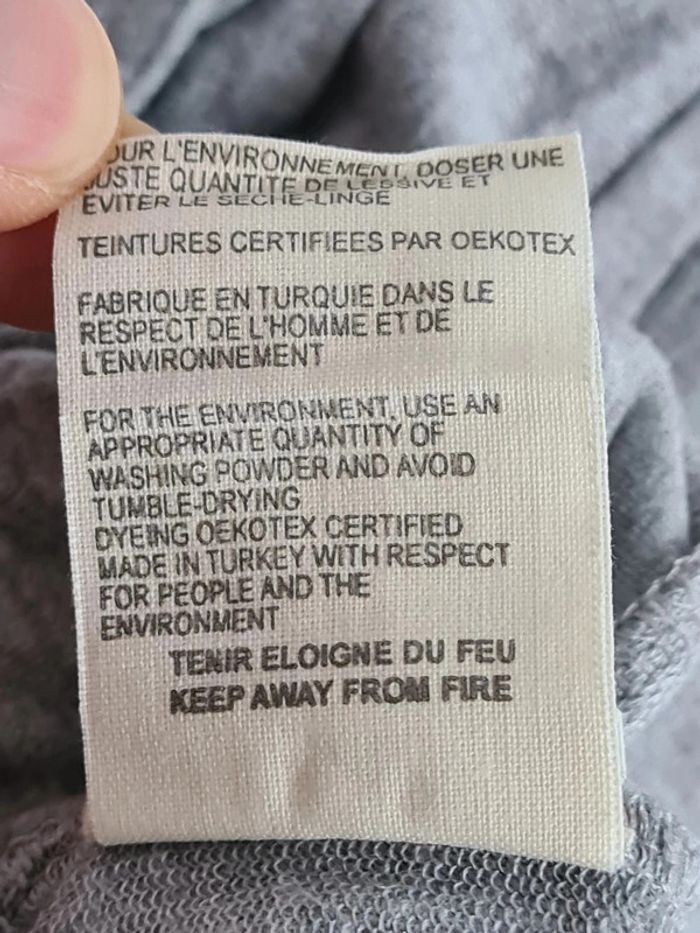 POUR L'ENVIRONNEMENT, DOSER UNE
JUSTE QUANTITE DE LESSIVE ET
EVITER LE SECHE-LINGE
TEINTURES CERTIFIEES PAR OEKOTEX
FABRIQUE EN TURQUIE DANS LE
RESPECT DE L'HOMME ET DE
L'ENVIRONNEMENT
FOR THE ENVIRONMENT, USE AN
APPROPRIATE QUANTITY OF
WASHING POWDER AND AVOID
TUMBLE-DRYING
DYEING OEKOTEX CERTIFIED
MADE IN TURKEY WITH RESPECT
FOR PEOPLE AND THE
ENVIRONMENT
TENIR ELOIGNE DU FEU
KEEP AWAY FROM FIRE